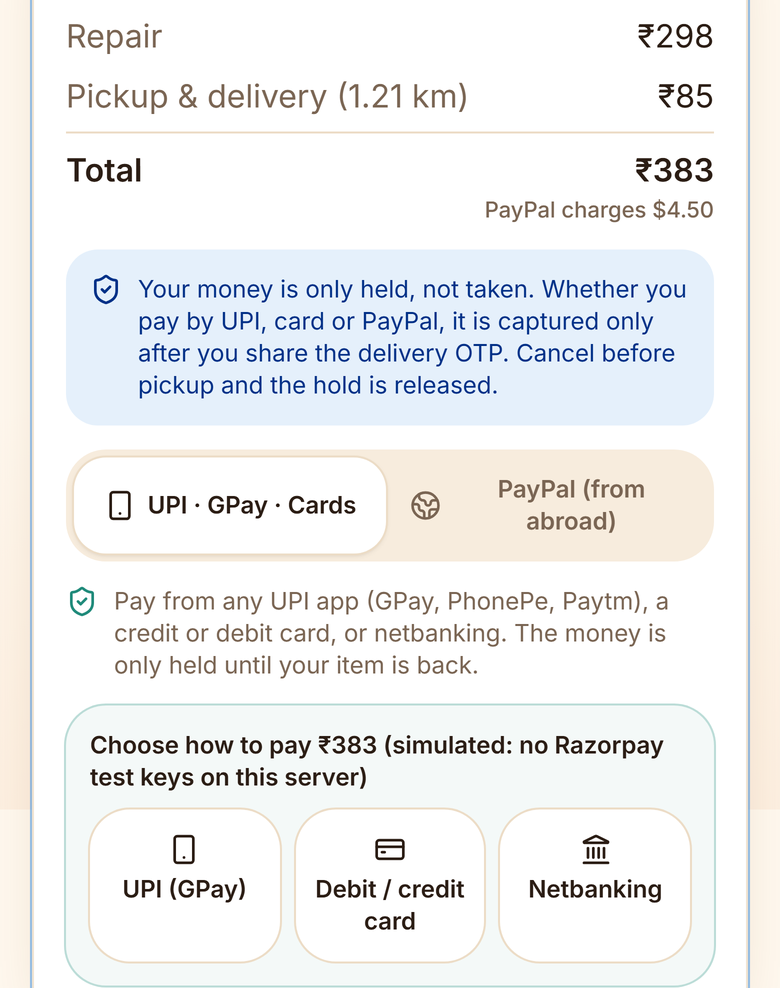 Repair ₹298
Pickup & delivery (1.21 km) ₹85
Total ₹383
PayPal charges $4.50
Your money is only held, not taken. Whether you
pay by UPI, card or PayPal, it is captured only
after you share the delivery OTP. Cancel before
pickup and the hold is released.
UPI · GPay · Cards
PayPal (from
abroad)
Pay from any UPI app (GPay, PhonePe, Paytm), a
credit or debit card, or netbanking. The money is
only held until your item is back.
Choose how to pay ₹383 (simulated: no Razorpay
test keys on this server)
UPI (GPay)
Debit / credit
card
Netbanking